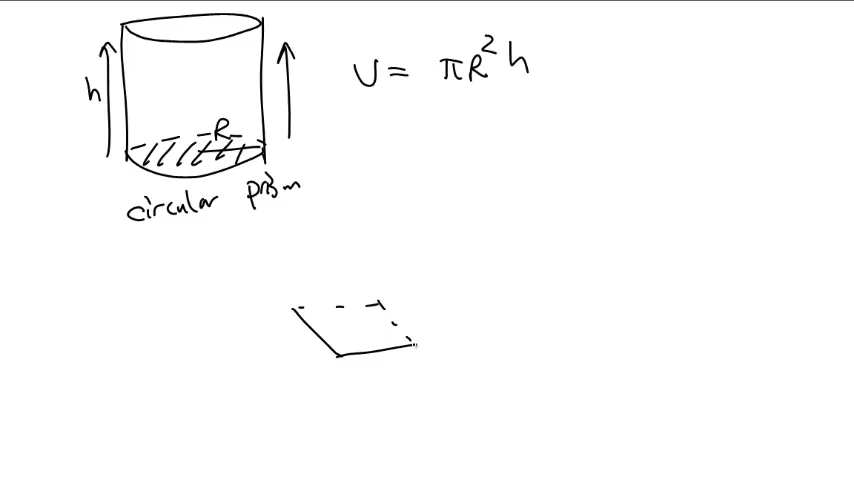 h
V = πR²h
R
circular prism